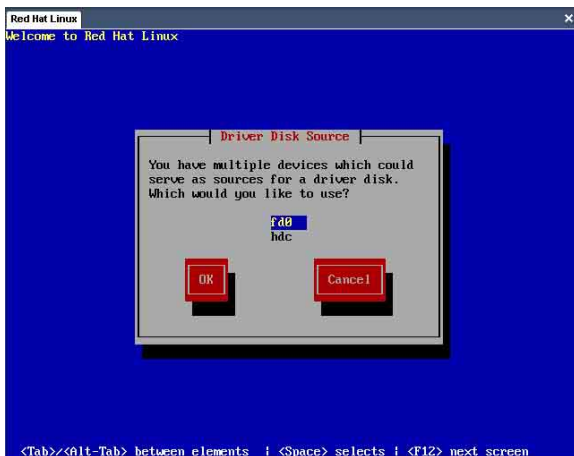 Red Hat Linux
Welcome to Red Hat Linux
Driver Disk Source
You have multiple devices which could
serve as sources for a driver disk.
Which would you like to use?
fd0
hdc
OK Cancel
<Tab>/<Alt-Tab> between elements | <Space> selects | <F12> next screen